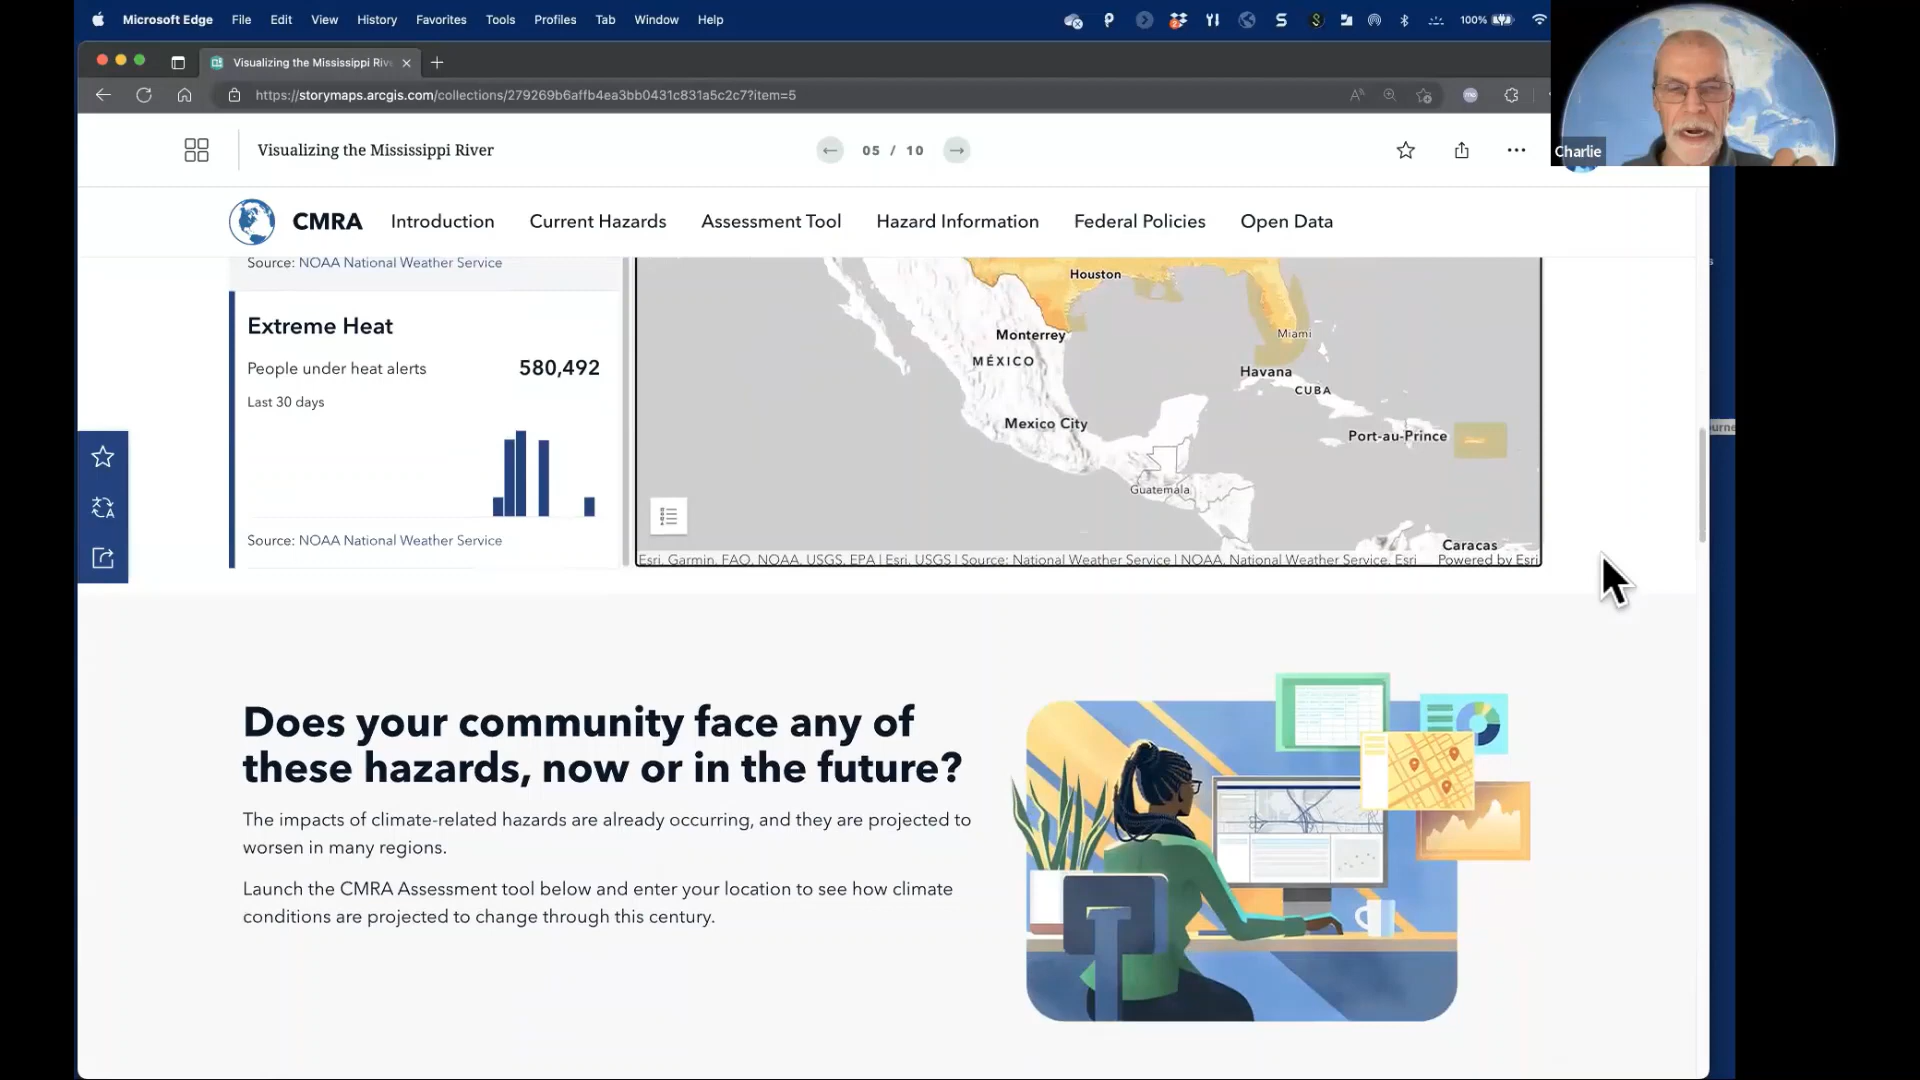 Microsoft Edge File Edit View History Favorites Tools Profiles Tab Window Help
100%
Visualizing the Mississippi Riv
https://storymaps.arcgis.com/collections/279269b6affb4ea3bb0431c831a5c2c7?item=5
Charlie
Visualizing the Mississippi River
05 / 10
CMRA Introduction Current Hazards Assessment Tool Hazard Information Federal Policies Open Data
Source: NOAA National Weather Service
Extreme Heat
People under heat alerts 580,492
Last 30 days
Source: NOAA National Weather Service
Houston
Monterrey
MÉXICO
Miami
Havana
CUBA
Mexico City
Port-au-Prince
Guatemala
Caracas
Esri, Garmin, FAO, NOAA, USGS, EPA | Esri, USGS | Source: National Weather Service | NOAA, National Weather Service, Esri Powered by Esri
Does your community face any of
these hazards, now or in the future?
The impacts of climate-related hazards are already occurring, and they are projected to
worsen in many regions.
Launch the CMRA Assessment tool below and enter your location to see how climate
conditions are projected to change through this century.